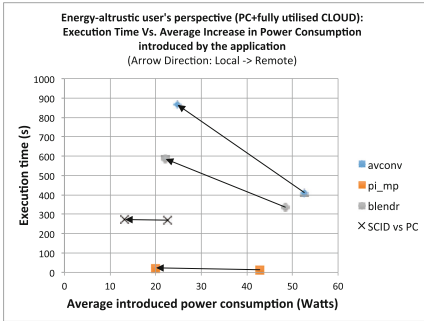 Energy-altrustic user's perspective (PC+fully utilised CLOUD):
Execution Time Vs. Average Increase in Power Consumption
introduced by the application
(Arrow Direction: Local -> Remote)
Execution time (s)
1000
900
800
700
600
500
400
300
200
100
0
0 10 20 30 40 50 60
Average introduced power consumption (Watts)
avconv
pi_mp
blendr
SCID vs PC